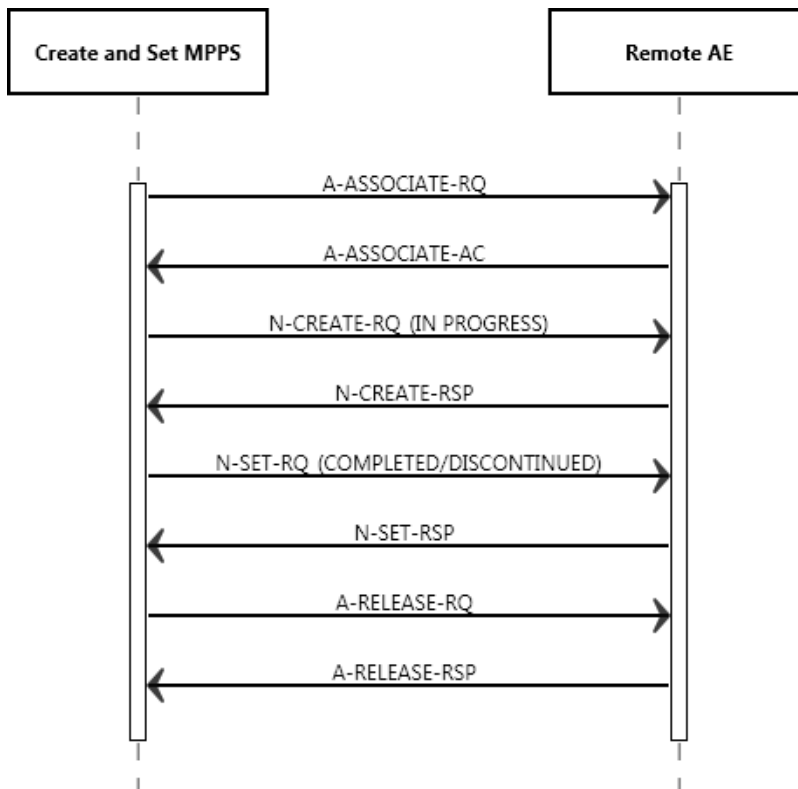 Create and Set MPPS
Remote AE
A-ASSOCIATE-RQ
A-ASSOCIATE-AC
N-CREATE-RQ (IN PROGRESS)
N-CREATE-RSP
N-SET-RQ (COMPLETED/DISCONTINUED)
N-SET-RSP
A-RELEASE-RQ
A-RELEASE-RSP